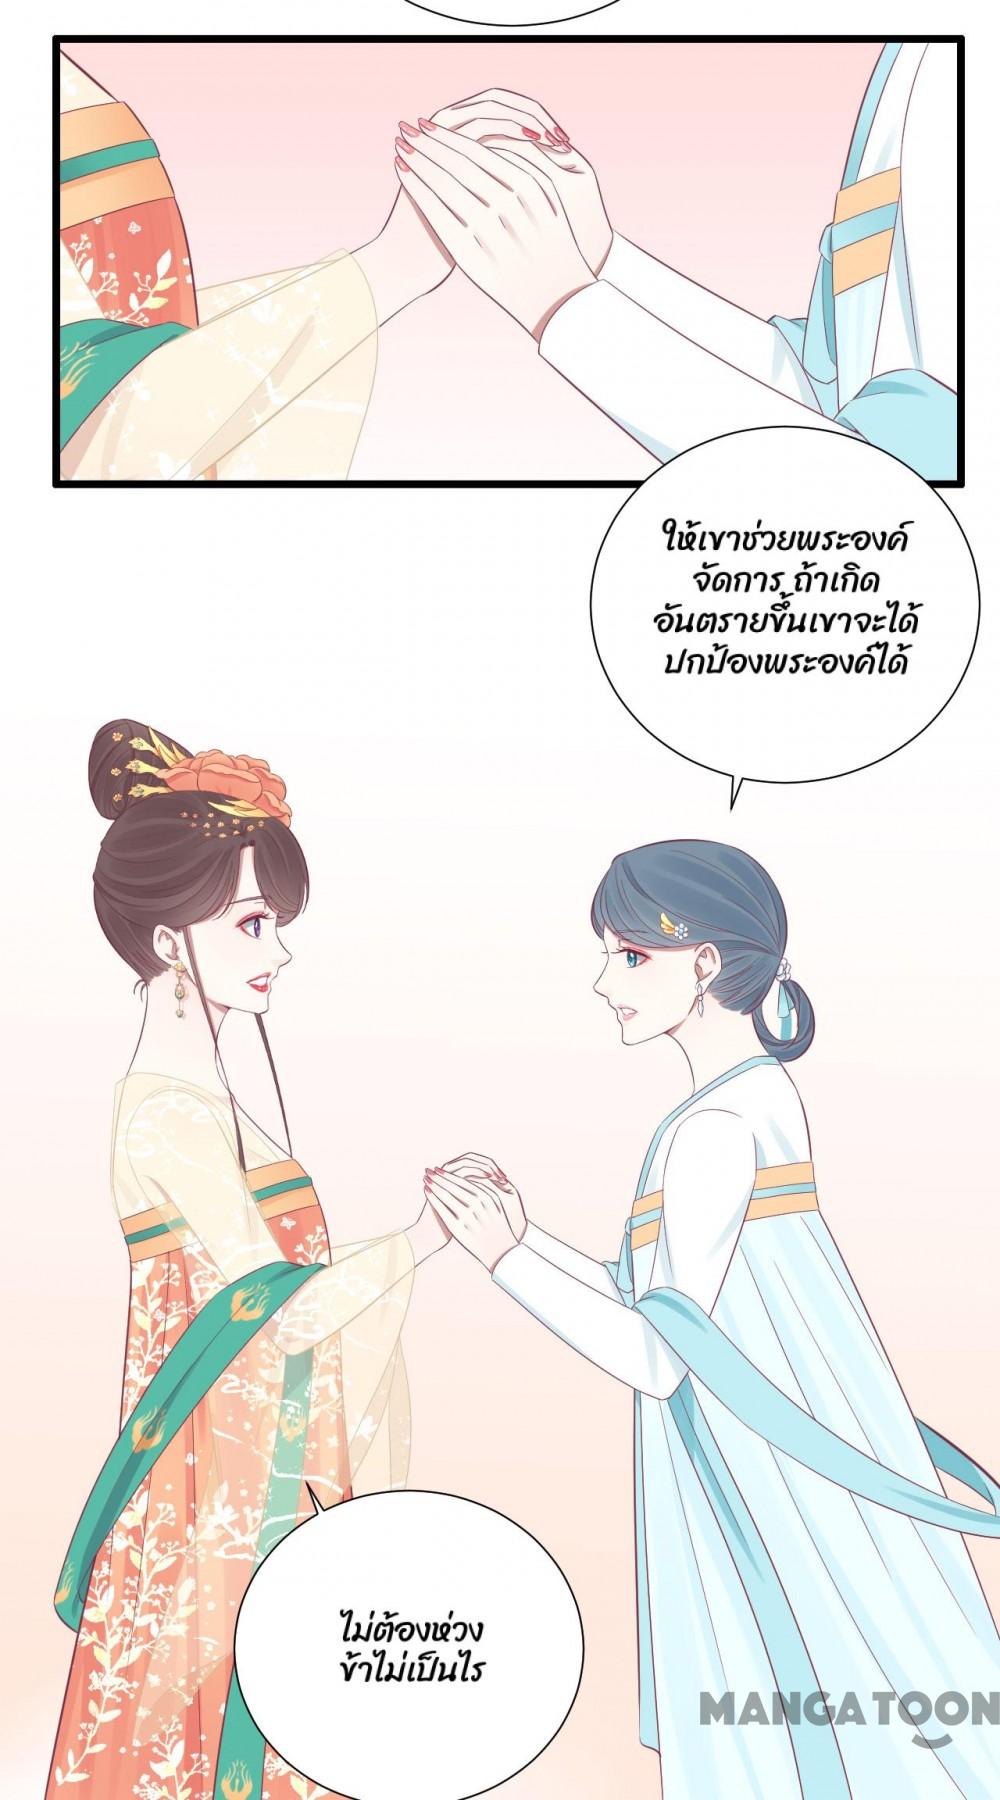 ให้เขาช่วยพระองค์
จัดการ ถ้าเกิด
อันตรายขึ้นเขาจะได้
ปกป้องพระองค์ได้
ไม่ต้องห่วง
ข้าไม่เป็นไร
MANGATOON